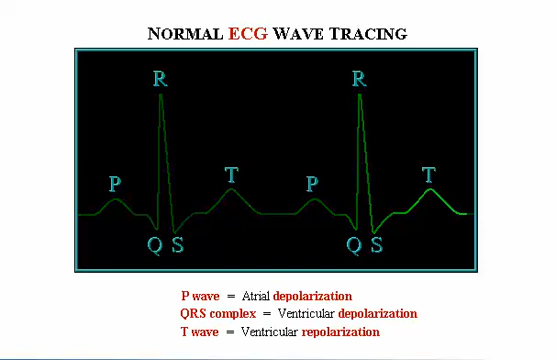 NORMAL ECG WAVE TRACING
R R
P T P T
Q S Q S
P wave = Atrial depolarization
QRS complex = Ventricular depolarization
T wave = Ventricular repolarization